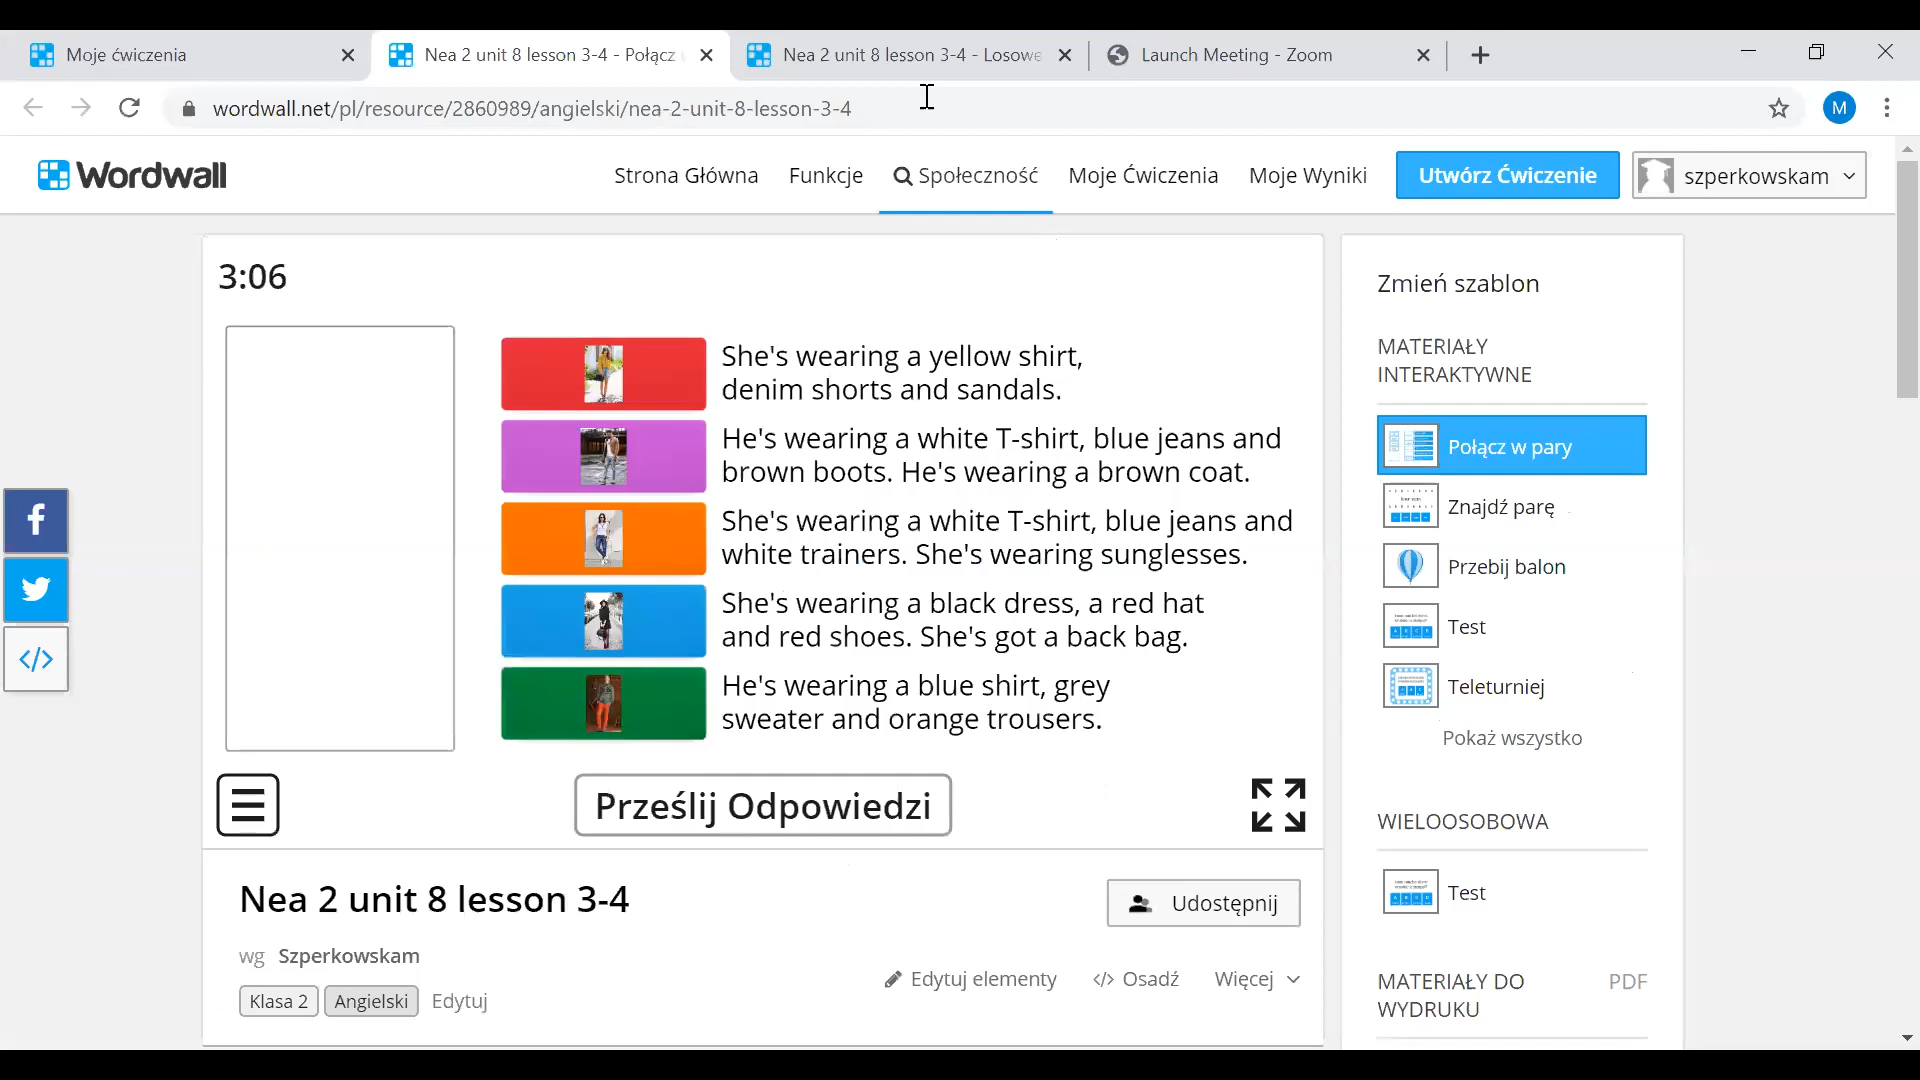 Moje ćwiczenia
Nea 2 unit 8 lesson 3-4 - Połącz
Nea 2 unit 8 lesson 3-4 - Losowe
Launch Meeting - Zoom
wordwall.net/pl/resource/2860989/angielski/nea-2-unit-8-lesson-3-4
M
Wordwall
Strona Główna
Funkcje
Społeczność
Moje Ćwiczenia
Moje Wyniki
Utwórz Ćwiczenie
szperkowskam
3:06
She's wearing a yellow shirt,
denim shorts and sandals.
He's wearing a white T-shirt, blue jeans and
brown boots. He's wearing a brown coat.
She's wearing a white T-shirt, blue jeans and
white trainers. She's wearing sunglesses.
She's wearing a black dress, a red hat
and red shoes. She's got a back bag.
He's wearing a blue shirt, grey
sweater and orange trousers.
Prześlij Odpowiedzi
Nea 2 unit 8 lesson 3-4
Udostępnij
wg Szperkowskam
Edytuj elementy
</> Osadź
Więcej
Klasa 2
Angielski
Edytuj
Zmień szablon
MATERIAŁY
INTERAKTYWNE
Połącz w pary
Znajdź parę
Przebij balon
Test
Teleturniej
Pokaż wszystko
WIELOOSOBOWA
Test
MATERIAŁY DO
WYDRUKU
PDF